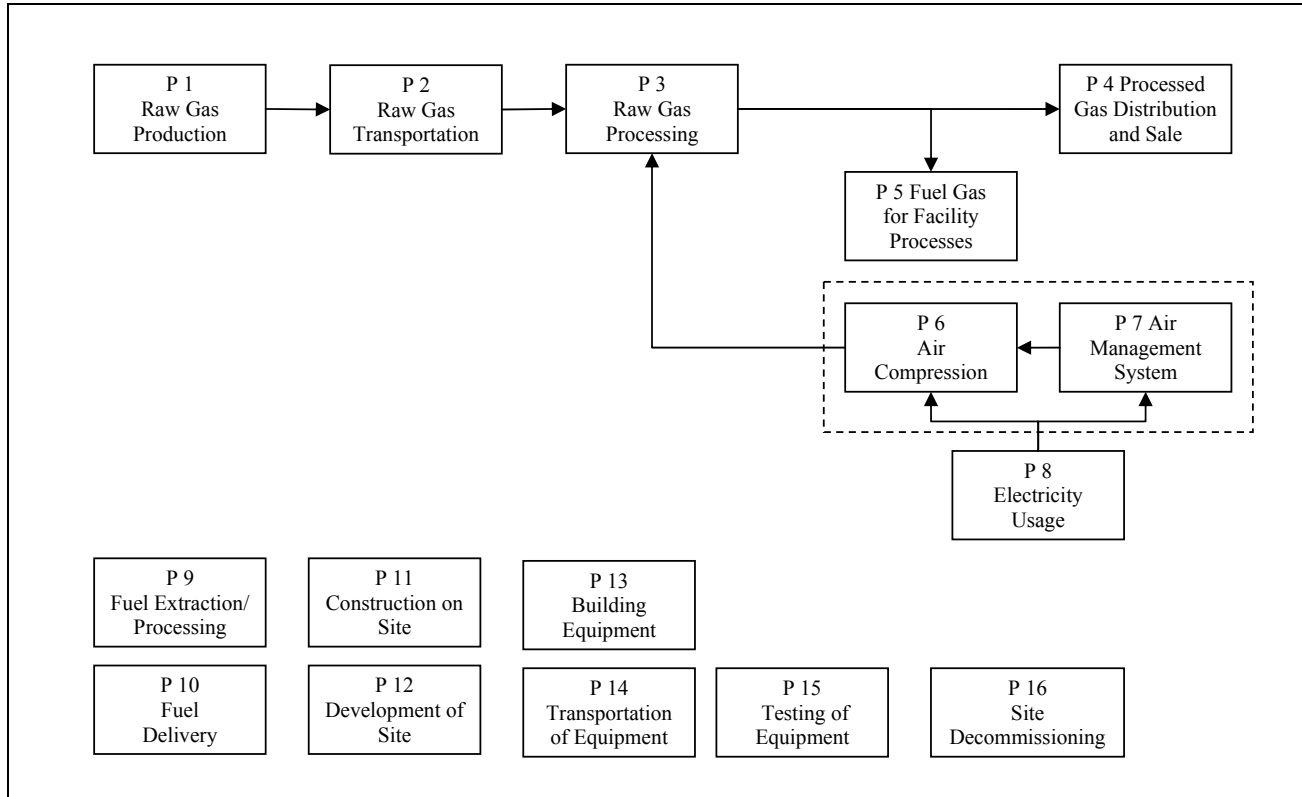 P 1
Raw Gas
Production
P 2
Raw Gas
Transportation
P 3
Raw Gas
Processing
P 4 Processed
Gas Distribution
and Sale
P 5 Fuel Gas
for Facility
Processes
P 6
Air
Compression
P 7 Air
Management
System
P 8
Electricity
Usage
P 9
Fuel Extraction/
Processing
P 11
Construction on
Site
P 13
Building
Equipment
P 10
Fuel
Delivery
P 12
Development of
Site
P 14
Transportation
of Equipment
P 15
Testing of
Equipment
P 16
Site
Decommissioning